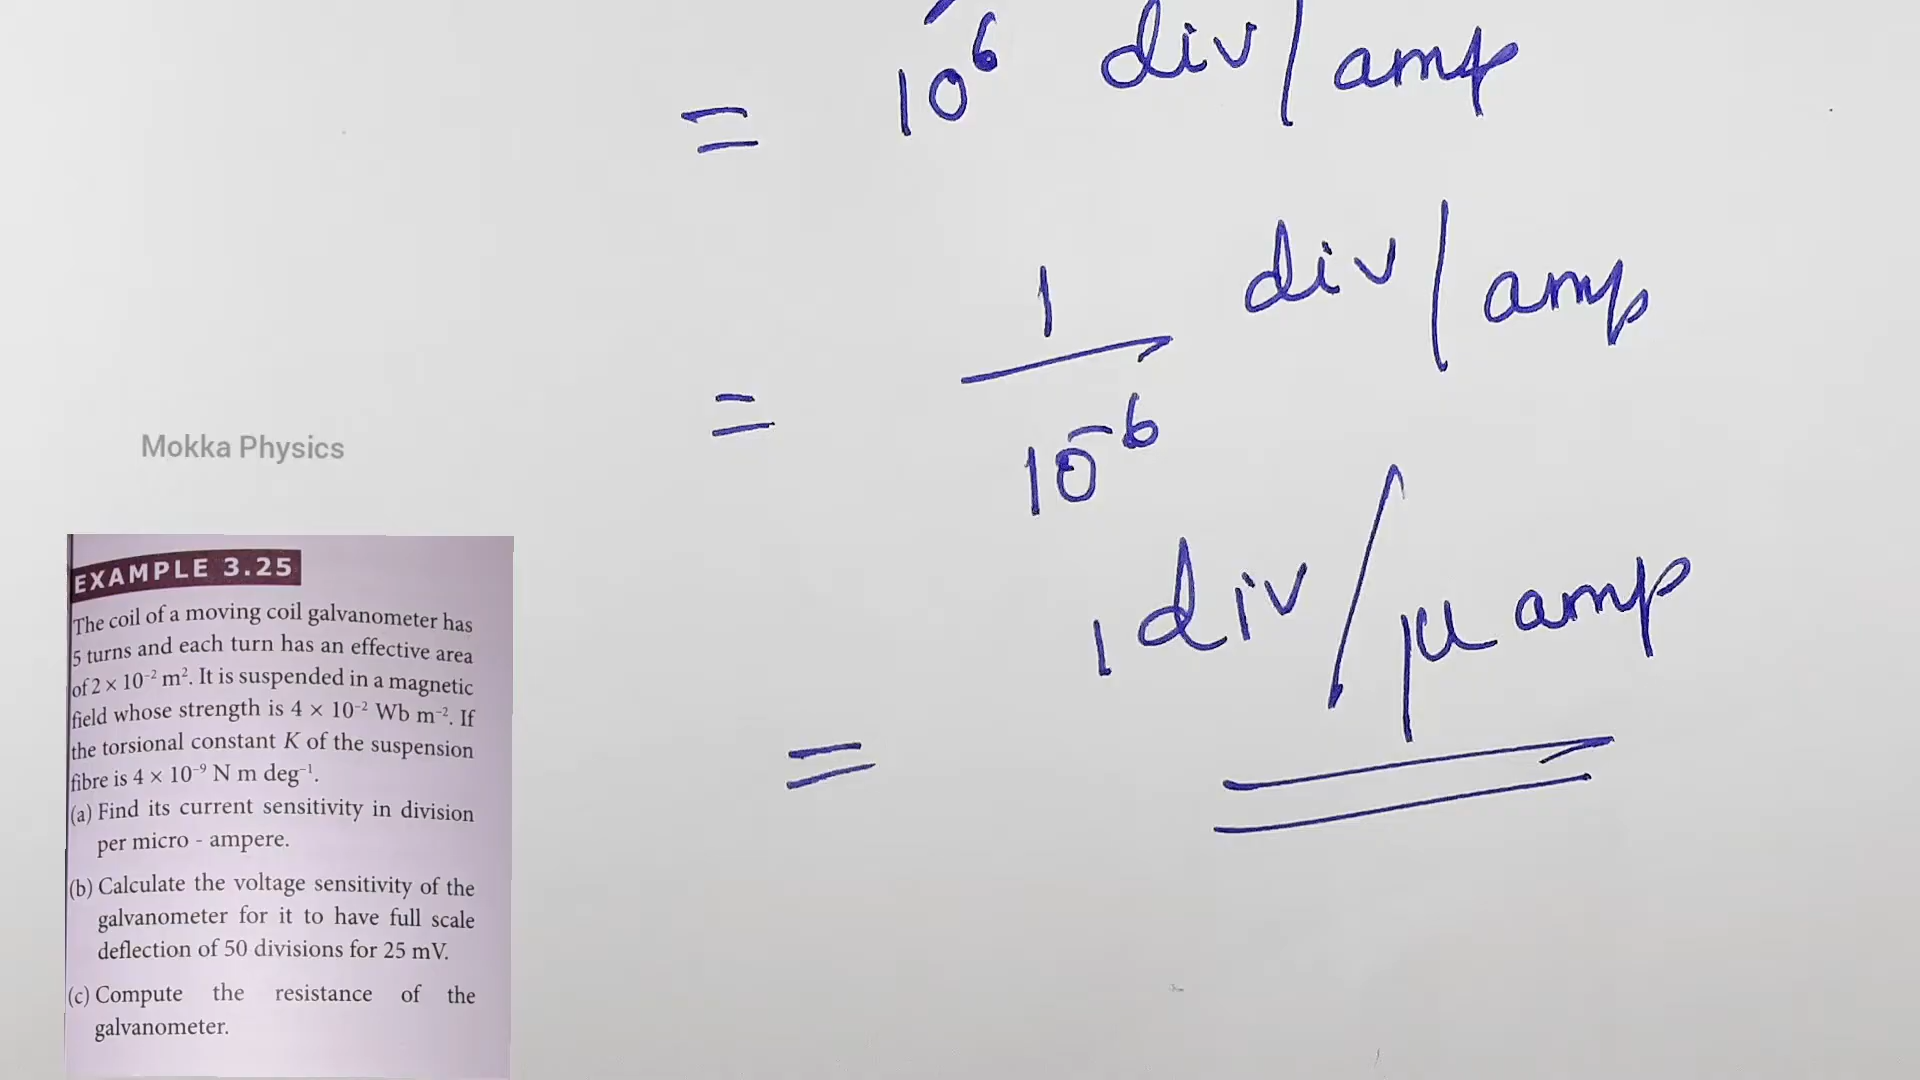 = 10⁶ div/amp
= 1/10⁻⁶ div/amp
= 1 div/μ amp
Mokka Physics
EXAMPLE 3.25
The coil of a moving coil galvanometer has
5 turns and each turn has an effective area
of 2 × 10⁻² m². It is suspended in a magnetic
field whose strength is 4 × 10⁻² Wb m⁻². If
the torsional constant K of the suspension
fibre is 4 × 10⁻⁹ N m deg⁻¹.
(a) Find its current sensitivity in division
per micro - ampere.
(b) Calculate the voltage sensitivity of the
galvanometer for it to have full scale
deflection of 50 divisions for 25 mV.
(c) Compute the resistance of the
galvanometer.